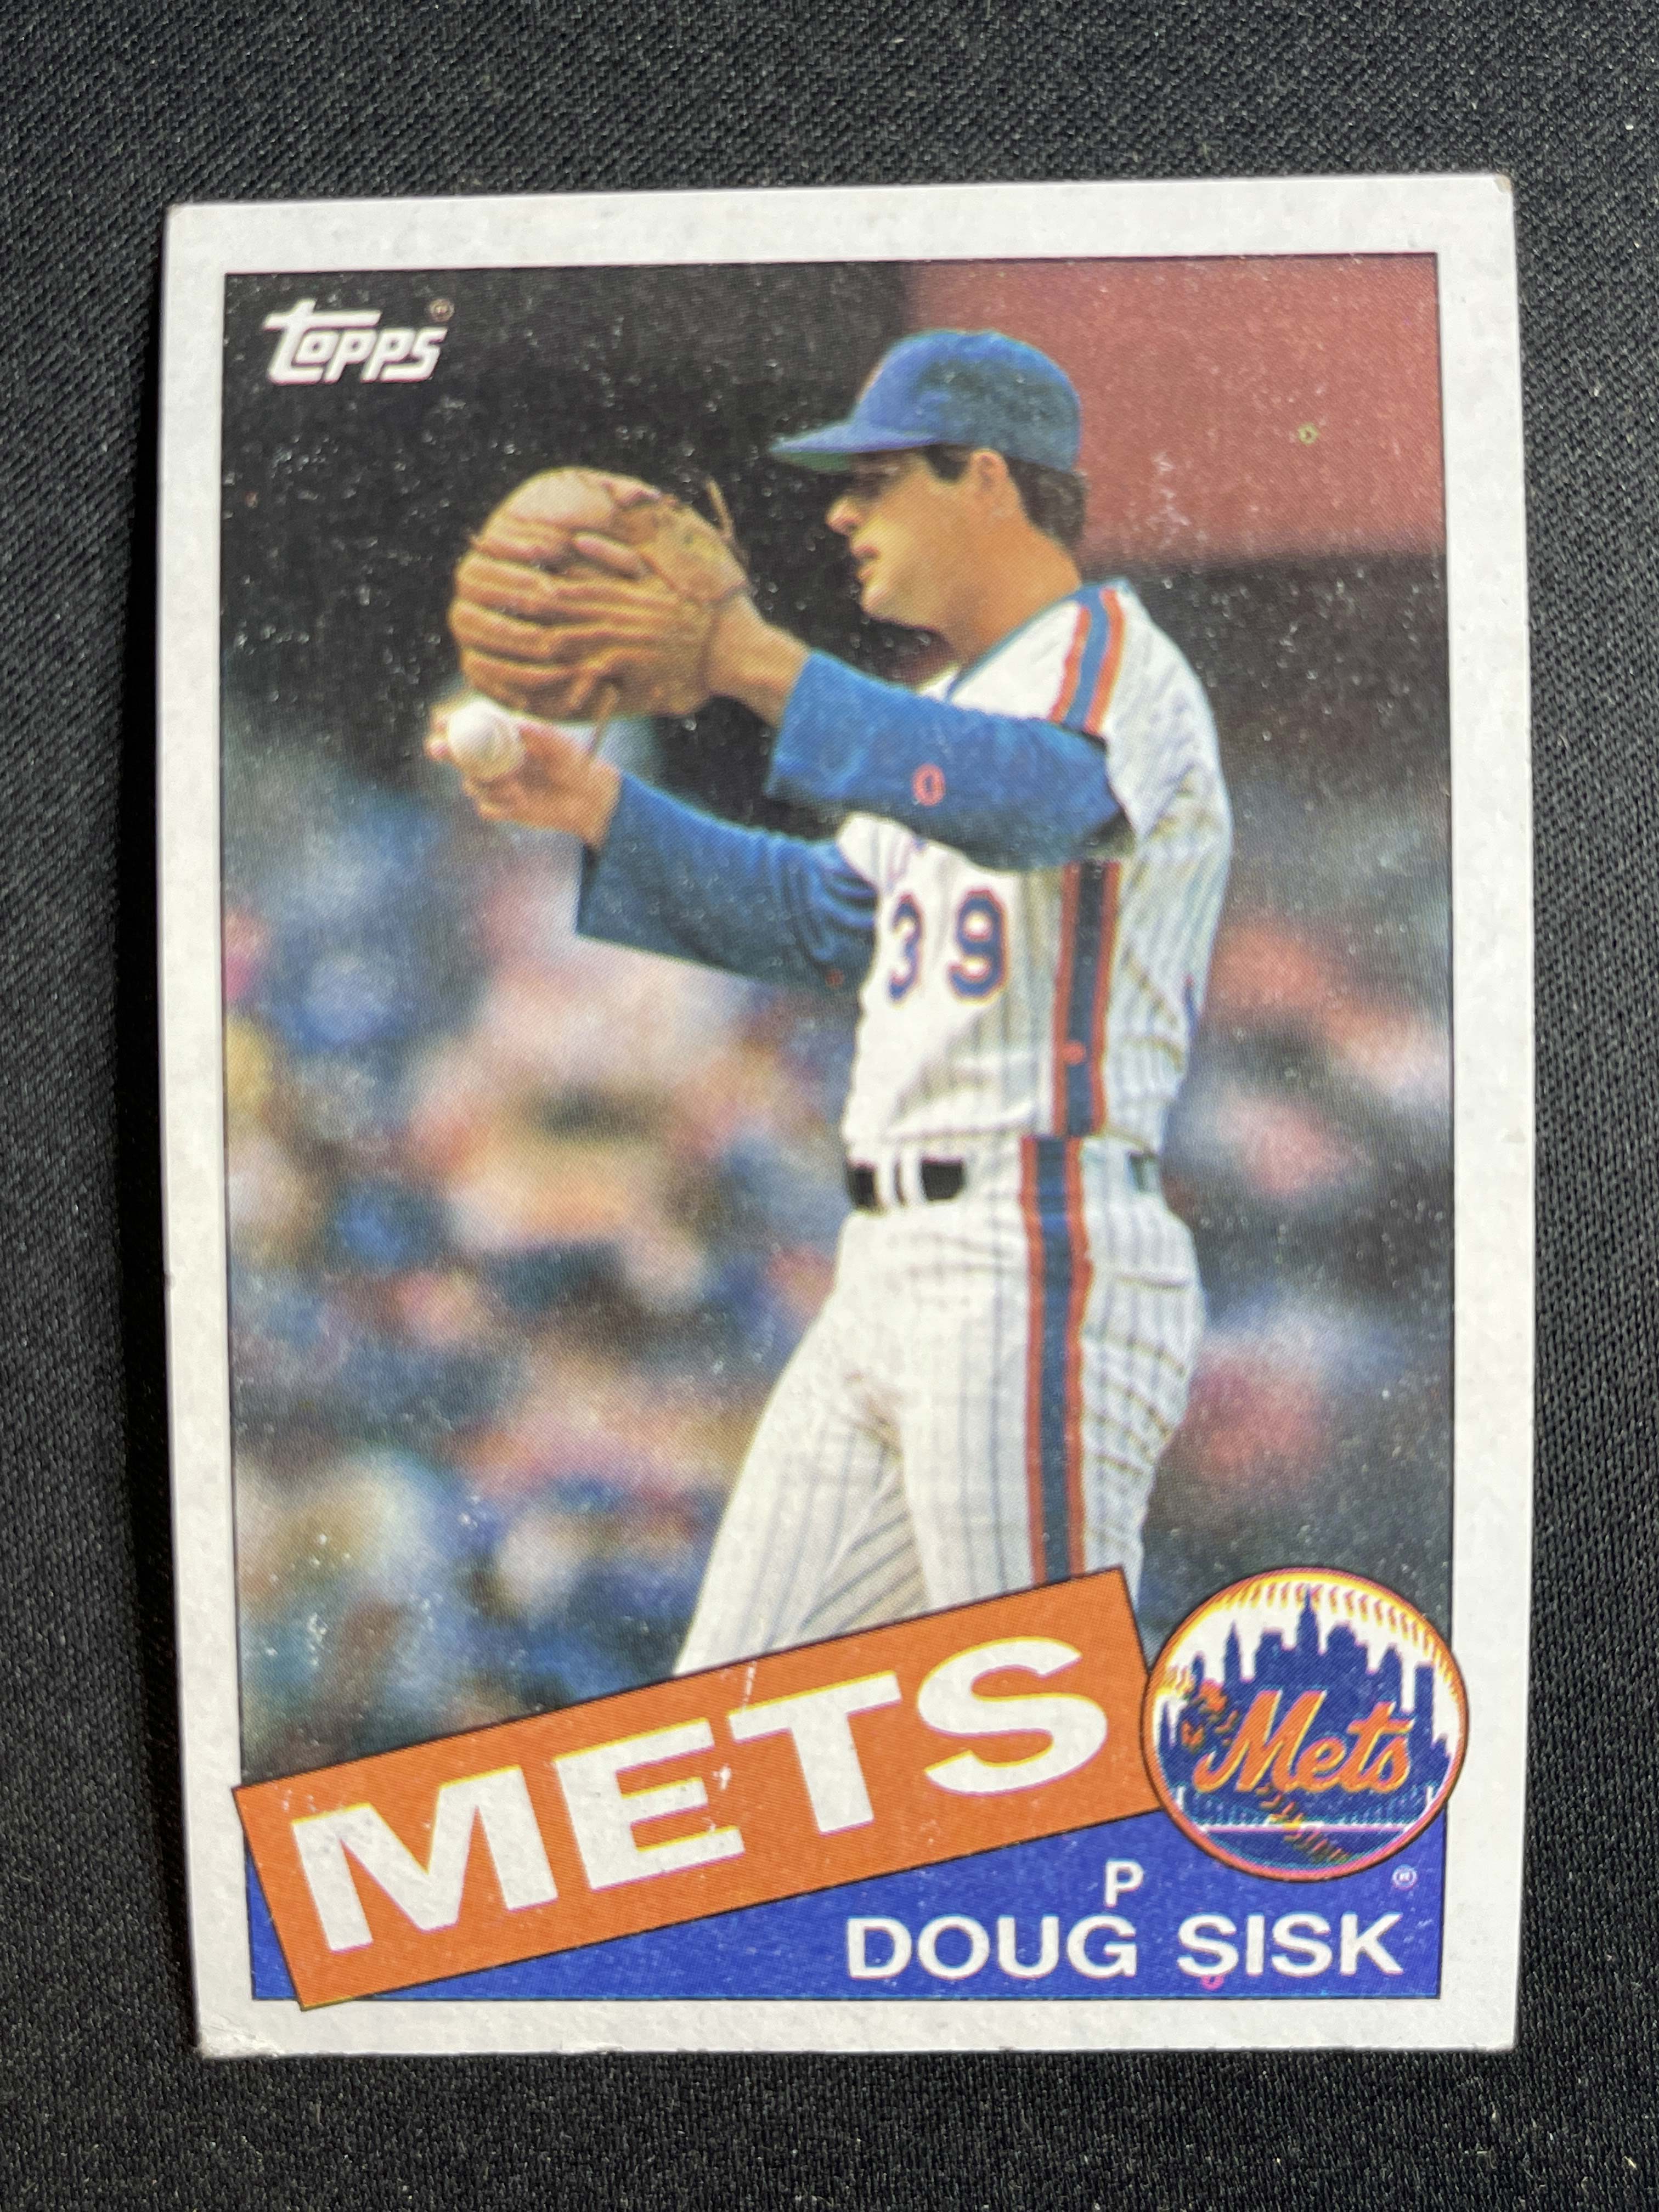 Topps®
39
METS
Mets
®
P
DOUG SISK